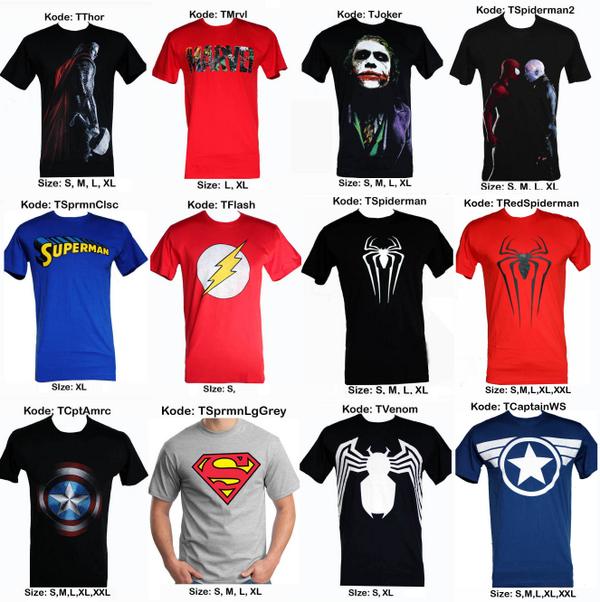 Kode: TThor
Kode: TMrvl
Kode: TJoker
Kode: TSpiderman2
MARVEL
Size: S, M, L, XL
Size: L, XL
Size: S, M, L, XL
Size: S, M, L, XL
Kode: TSprmnClsc
Kode: TFlash
Kode: TSpiderman
Kode: TRedSpiderman
SUPERMAN
SIze: XL
Size: S,
Size: S, M, L, XL
Size: S,M,L,XL,XXL
Kode: TCptAmrc
Kode: TSprmnLgGrey
Kode: TVenom
Kode: TCaptainWS
S
Size: S,M,L,XL,XXL
Size: S, M, L, XL
Size: S, XL
Size: S,M,L,XL,XXL